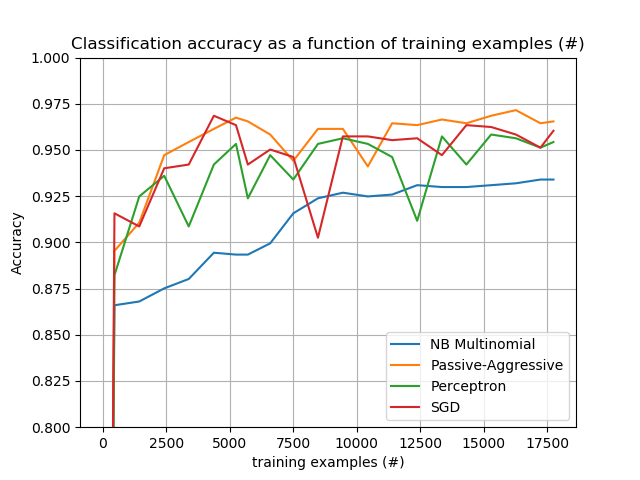 Classification accuracy as a function of training examples (#)
1.000
0.975
0.950
0.925
0.900
0.875
0.850
0.825
0.800
Accuracy
NB Multinomial
Passive-Aggressive
Perceptron
SGD
0 2500 5000 7500 10000 12500 15000 17500
training examples (#)